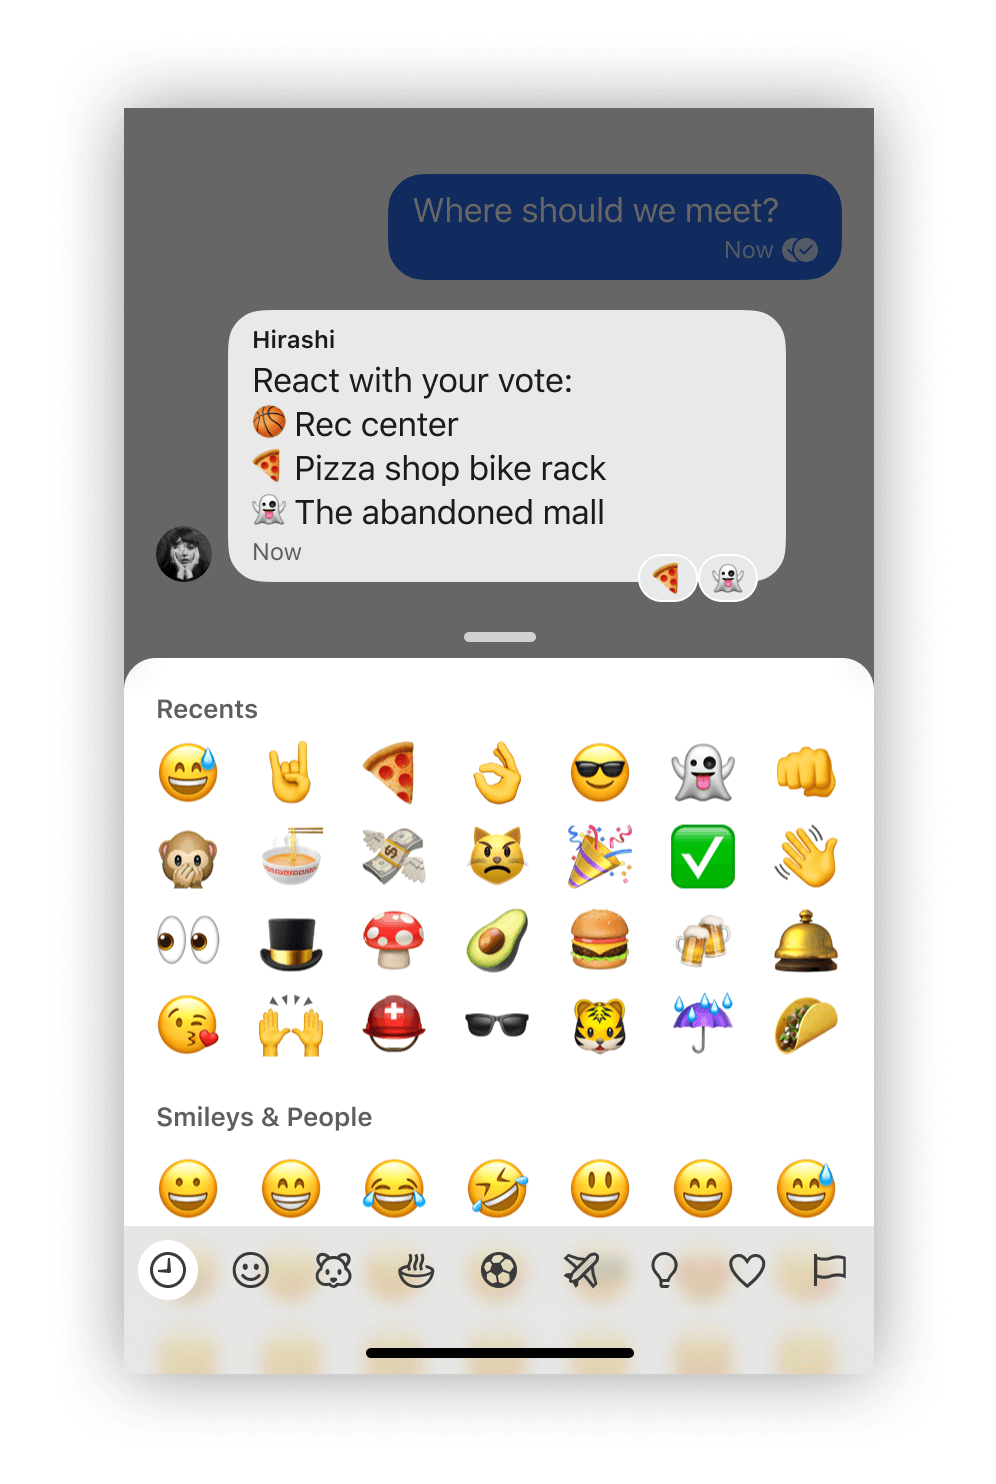 Where should we meet?
Now
Hirashi
React with your vote:
🏀 Rec center
🍕 Pizza shop bike rack
👻 The abandoned mall
Now
Recents
Smileys & People